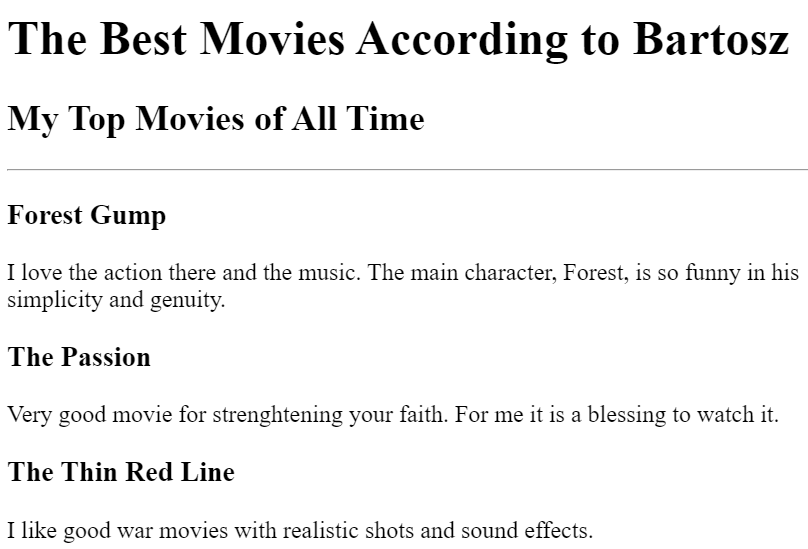 The Best Movies According to Bartosz
My Top Movies of All Time
Forest Gump
I love the action there and the music. The main character, Forest, is so funny in his
simplicity and genuity.
The Passion
Very good movie for strenghtening your faith. For me it is a blessing to watch it.
The Thin Red Line
I like good war movies with realistic shots and sound effects.